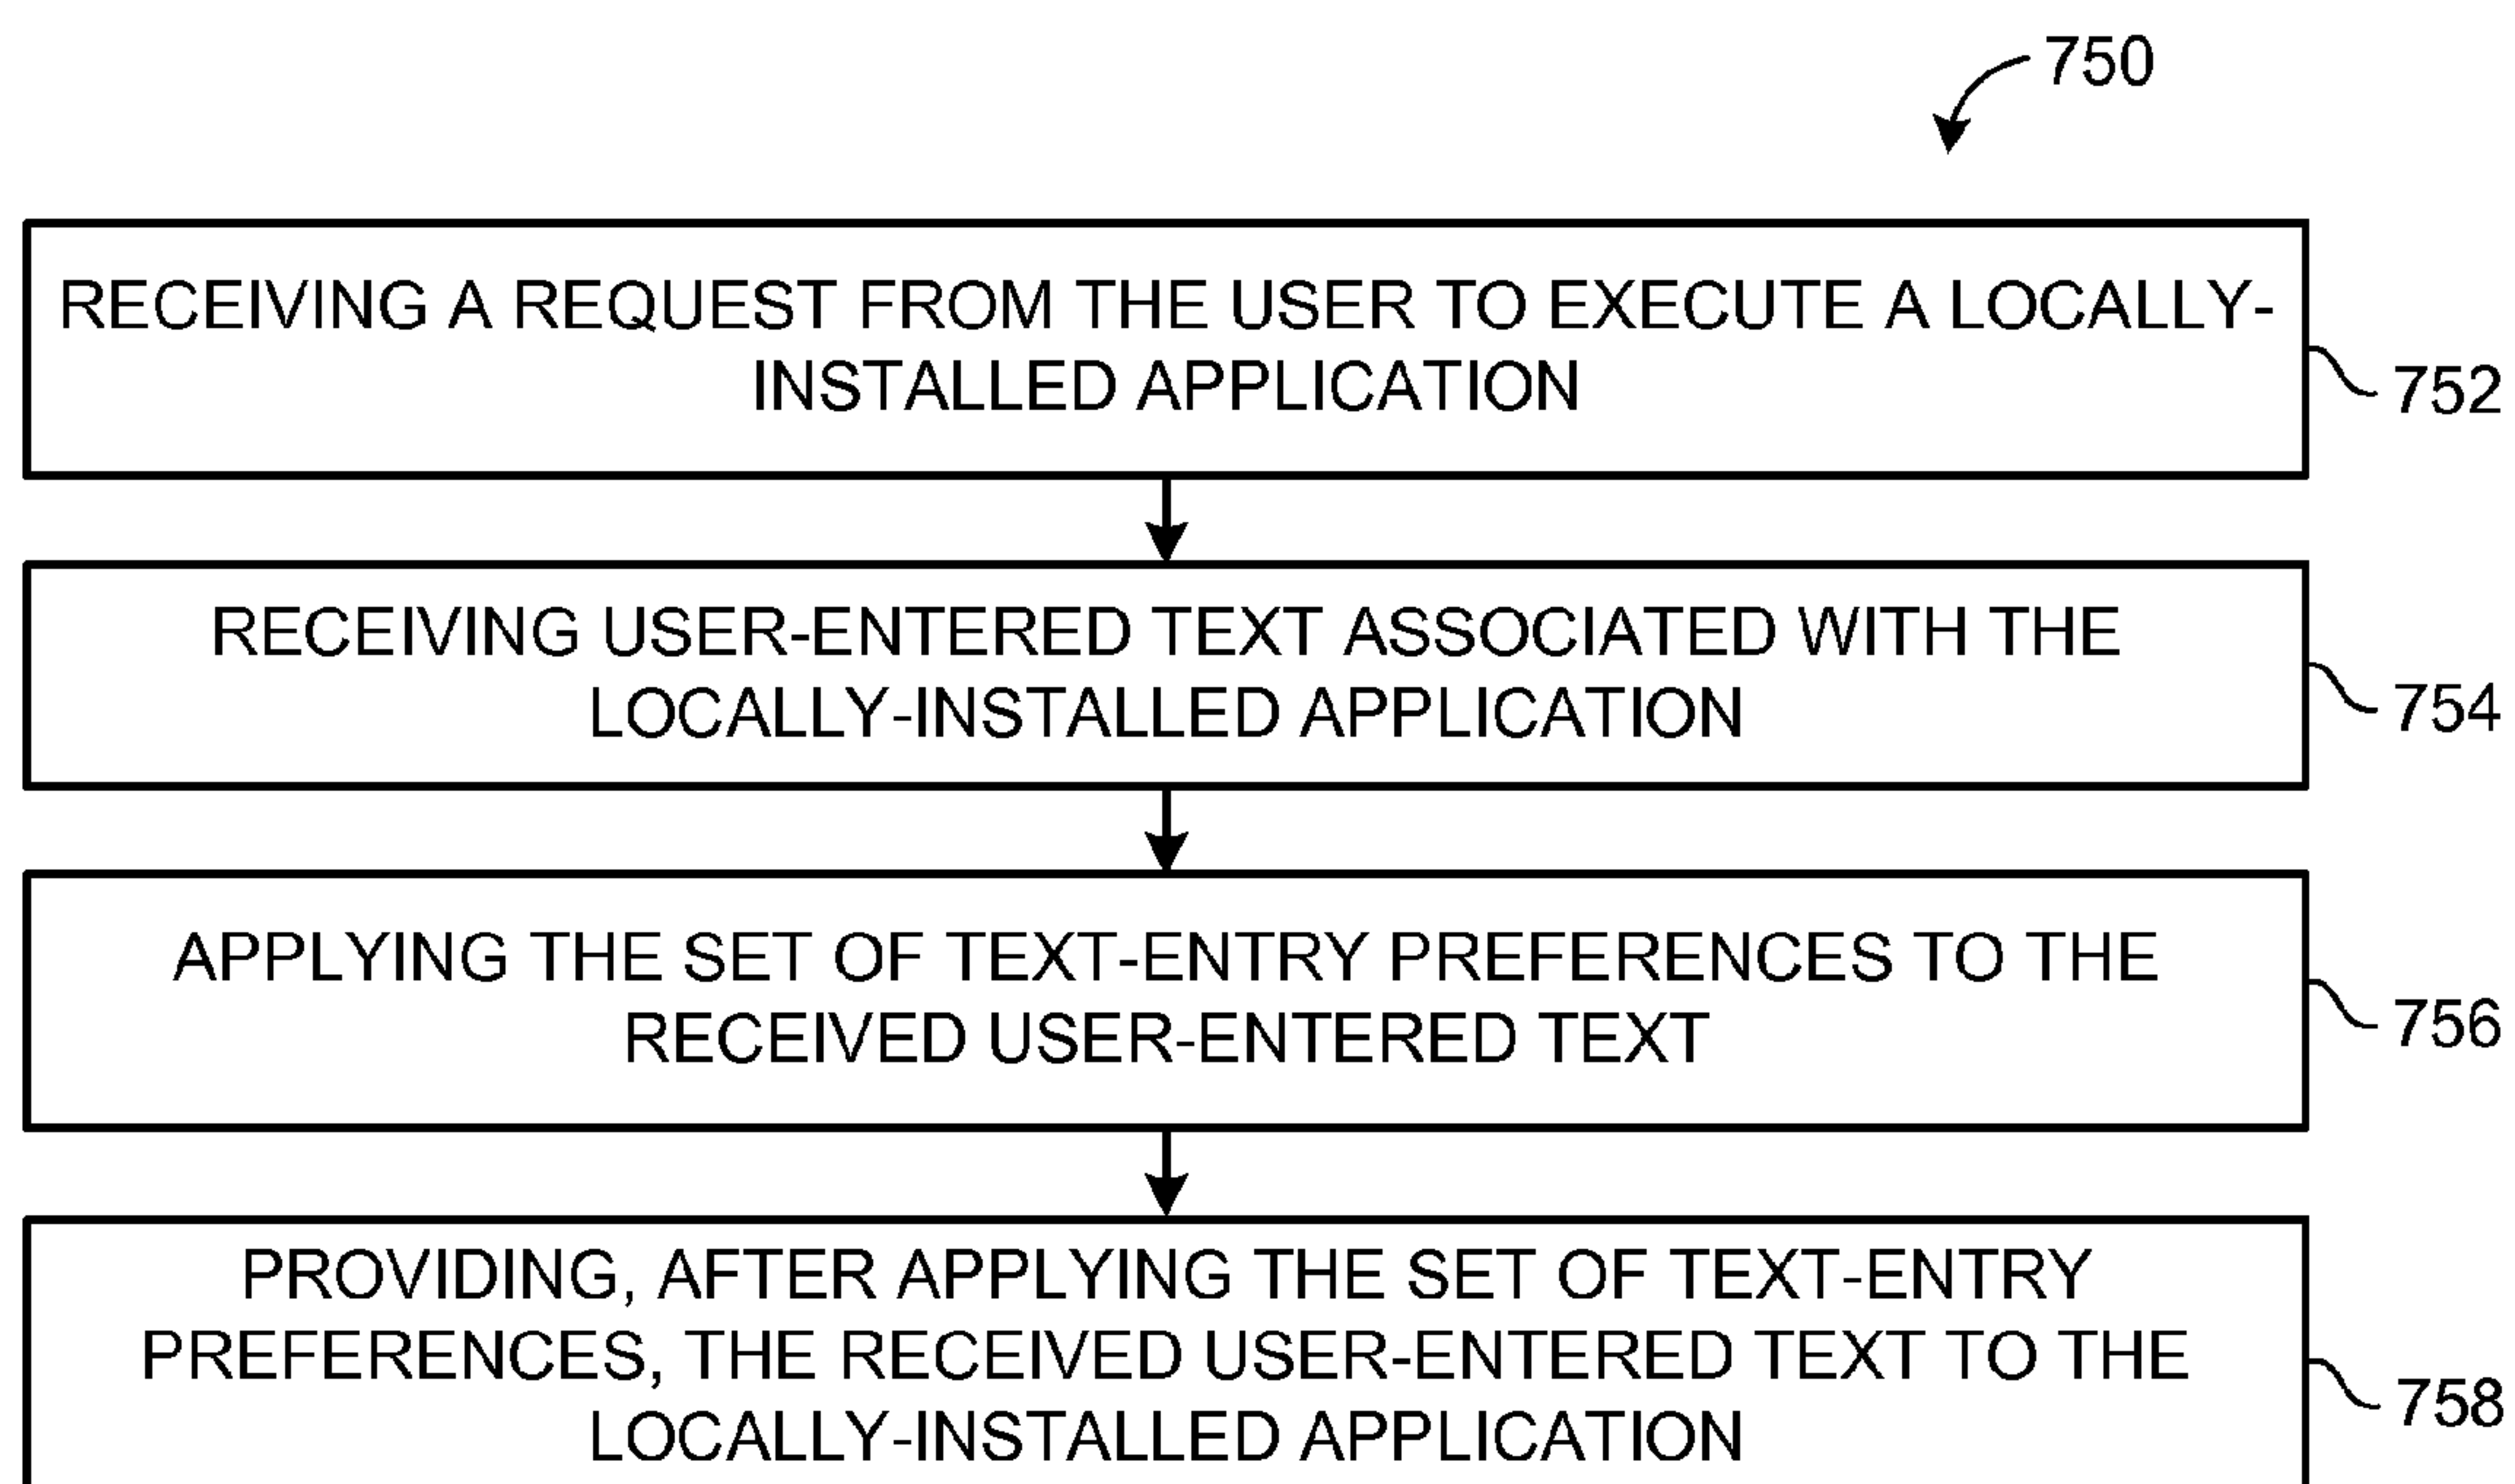 750
RECEIVING A REQUEST FROM THE USER TO EXECUTE A LOCALLY-
INSTALLED APPLICATION
752
RECEIVING USER-ENTERED TEXT ASSOCIATED WITH THE
LOCALLY-INSTALLED APPLICATION
754
APPLYING THE SET OF TEXT-ENTRY PREFERENCES TO THE
RECEIVED USER-ENTERED TEXT
756
PROVIDING, AFTER APPLYING THE SET OF TEXT-ENTRY
PREFERENCES, THE RECEIVED USER-ENTERED TEXT TO THE
LOCALLY-INSTALLED APPLICATION
758